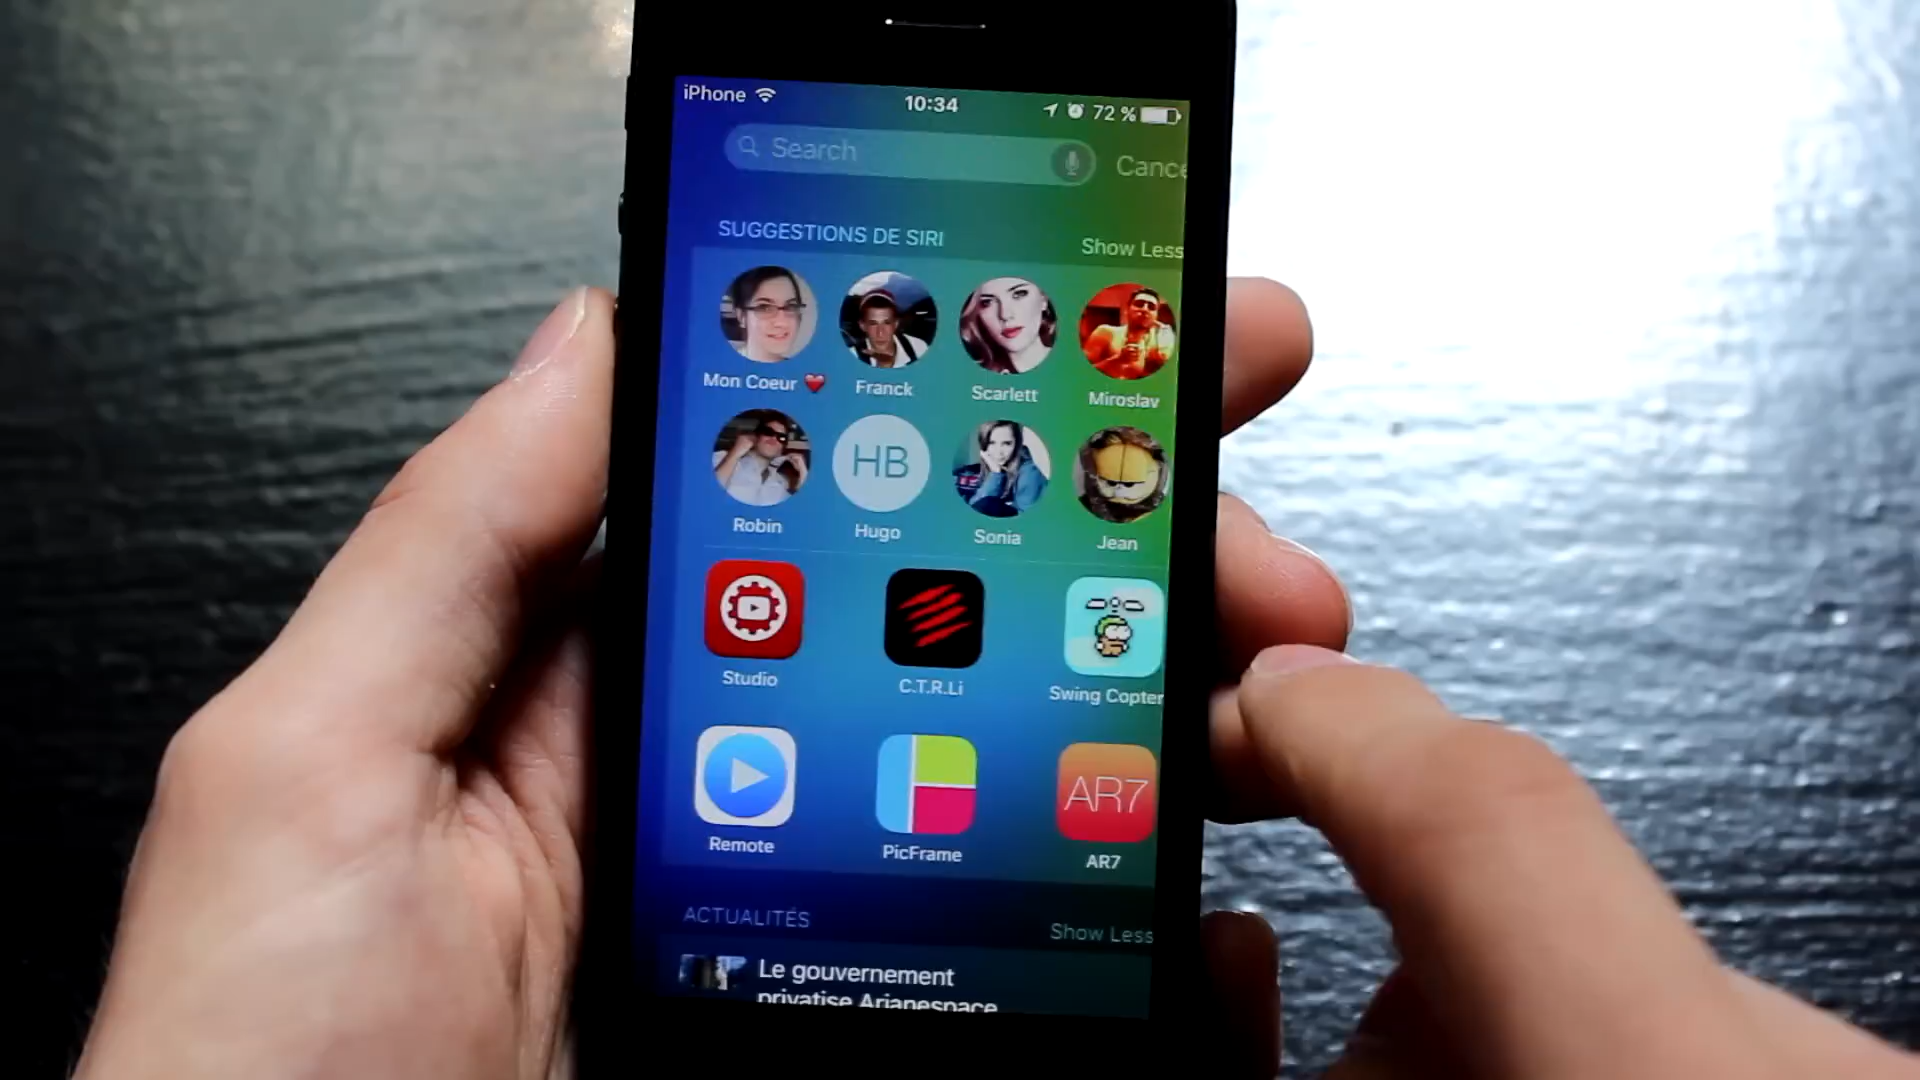 iPhone 10:34 72 %
Search Cance
SUGGESTIONS DE SIRI Show Less
Mon Coeur ❤️ Franck Scarlett Miroslav
HB
Robin Hugo Sonia Jean
Studio C.T.R.Li Swing Copter
AR7
Remote PicFrame AR7
ACTUALITÉS Show Less
Le gouvernement
privatise Arianespace